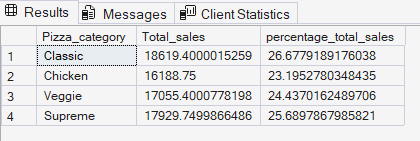 Results Messages Client Statistics
Pizza_category Total_sales percentage_total_sales
1 Classic 18619.4000015259 26.6779189176038
2 Chicken 16188.75 23.1952780348435
3 Veggie 17055.4000778198 24.4370162489706
4 Supreme 17929.7499866486 25.6897867985821